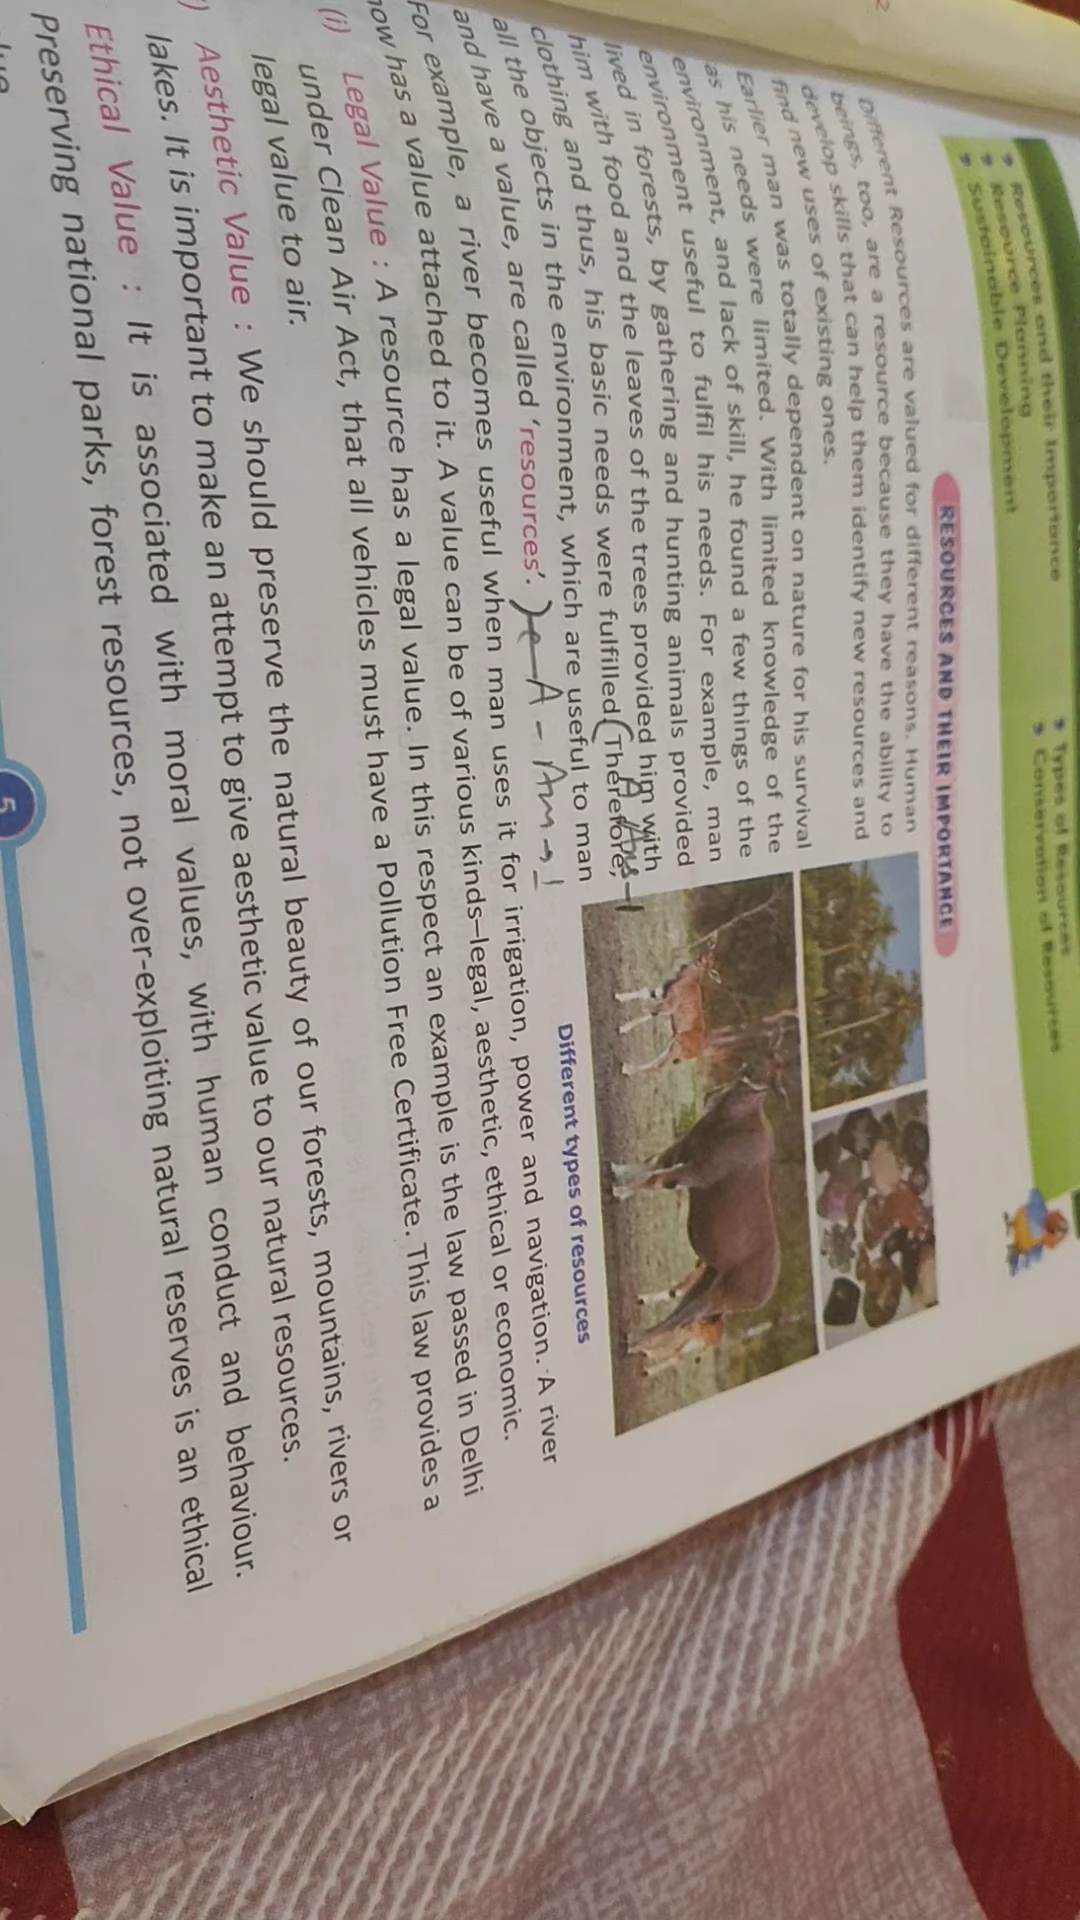 Resources and their Importance
Resource Planning
Sustainable Development
Types of Resources
Conservation of Resources
RESOURCES AND THEIR IMPORTANCE
Different Resources are valued for different reasons. Human
beings, too, are a resource because they have the ability to
develop skills that can help them identify new resources and
find new uses of existing ones.
Earlier man was totally dependent on nature for his survival
as his needs were limited. With limited knowledge of the
environment, and lack of skill, he found a few things of the
environment useful to fulfil his needs. For example, man
lived in forests, by gathering and hunting animals provided
him with food and the leaves of the trees provided him with
clothing and thus, his basic needs were fulfilled (Therefore,
all the objects in the environment, which are useful to man
and have a value, are called 'resources'.)
Different types of resources
For example, a river becomes useful when man uses it for irrigation, power and navigation. A river
now has a value attached to it. A value can be of various kinds–legal, aesthetic, ethical or economic.
(i) Legal Value : A resource has a legal value. In this respect an example is the law passed in Delhi
under Clean Air Act, that all vehicles must have a Pollution Free Certificate. This law provides a
legal value to air.
) Aesthetic Value : We should preserve the natural beauty of our forests, mountains, rivers or
lakes. It is important to make an attempt to give aesthetic value to our natural resources.
Ethical Value : It is associated with moral values, with human conduct and behaviour.
Preserving national parks, forest resources, not over-exploiting natural reserves is an ethical
5